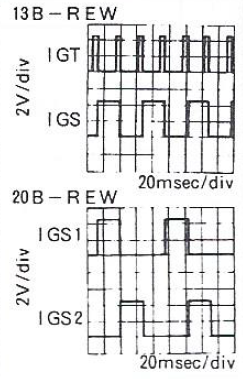 13B-REW
IGT
2V/div
IGS
20msec/div
20B-REW
IGS1
2V/div
IGS2
20msec/div